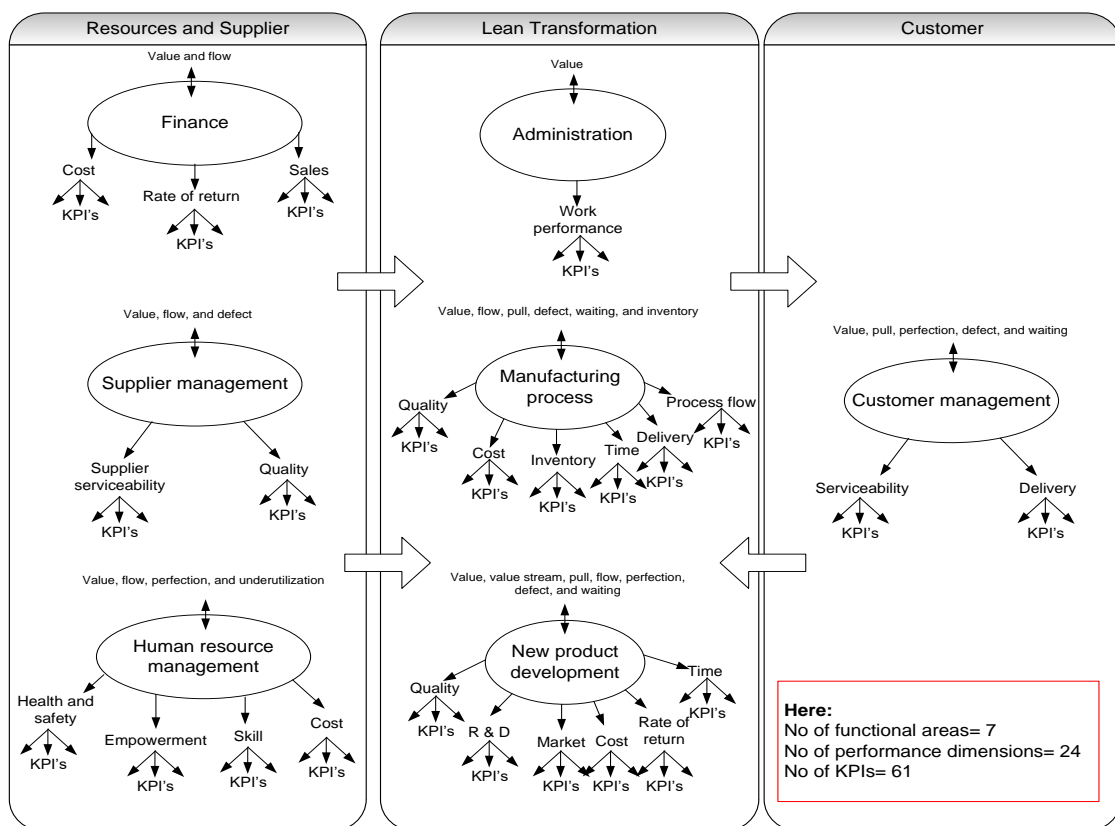 Resources and Supplier
Value and flow
Finance
Cost
KPI's
Rate of return
KPI's
Sales
KPI's
Value, flow, and defect
Supplier management
Supplier
serviceability
KPI's
Quality
KPI's
Value, flow, perfection, and underutilization
Human resource
management
Health and
safety
KPI's
Empowerment
KPI's
Skill
KPI's
Cost
KPI's
Lean Transformation
Value
Administration
Work
performance
KPI's
Value, flow, pull, defect, waiting, and inventory
Manufacturing
process
Quality
KPI's
Cost
KPI's
Inventory
KPI's
Time
KPI's
Delivery
KPI's
Process flow
KPI's
Value, value stream, pull, flow, perfection,
defect, and waiting
New product
development
Quality
KPI's
R & D
KPI's
Market
KPI's
Cost
KPI's
Rate of
return
KPI's
Time
KPI's
Customer
Value, pull, perfection, defect, and waiting
Customer management
Serviceability
KPI's
Delivery
KPI's
Here:
No of functional areas= 7
No of performance dimensions= 24
No of KPIs= 61